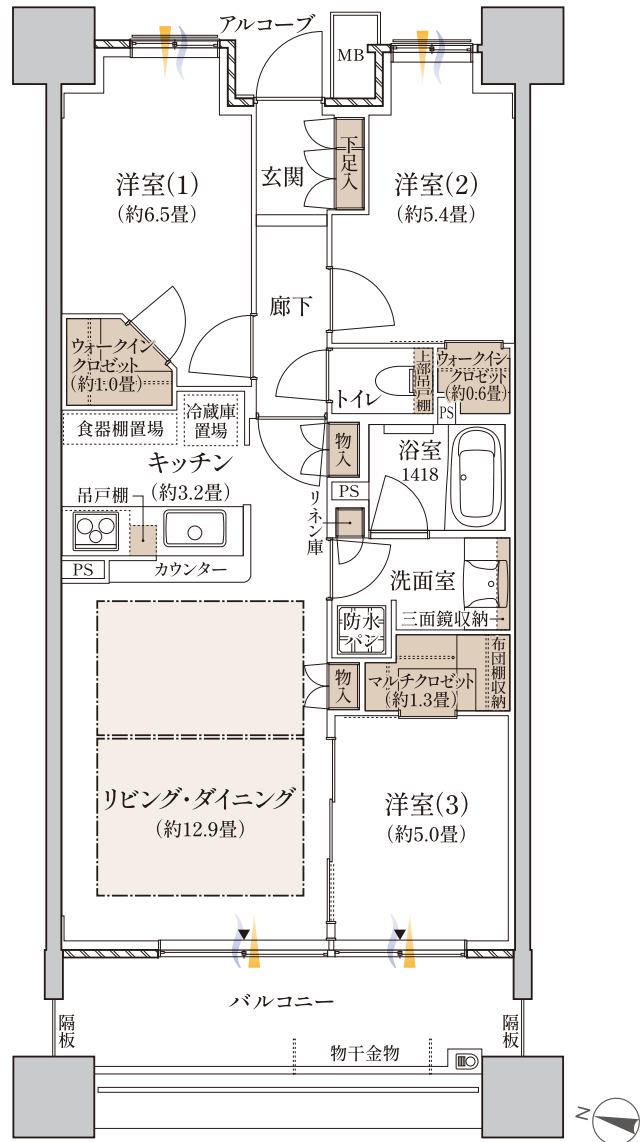 アルコーブ
MB
洋室(1)
(約6.5畳)
玄関
下足入
洋室(2)
(約5.4畳)
廊下
ウォークイン
クロゼット
(約1.0畳)
トイレ
上部吊戸棚
ウォークイン
クロゼット
(約0.6畳)
PS
食器棚置場
冷蔵庫
置場
物入
浴室
1418
キッチン
(約3.2畳)
吊戸棚
PS
リネン庫
PS
カウンター
洗面室
三面鏡収納
防水
パン
物入
マルチクロゼット
(約1.3畳)
布団棚収納
リビング・ダイニング
(約12.9畳)
洋室(3)
(約5.0畳)
バルコニー
隔板
隔板
物干金物
N